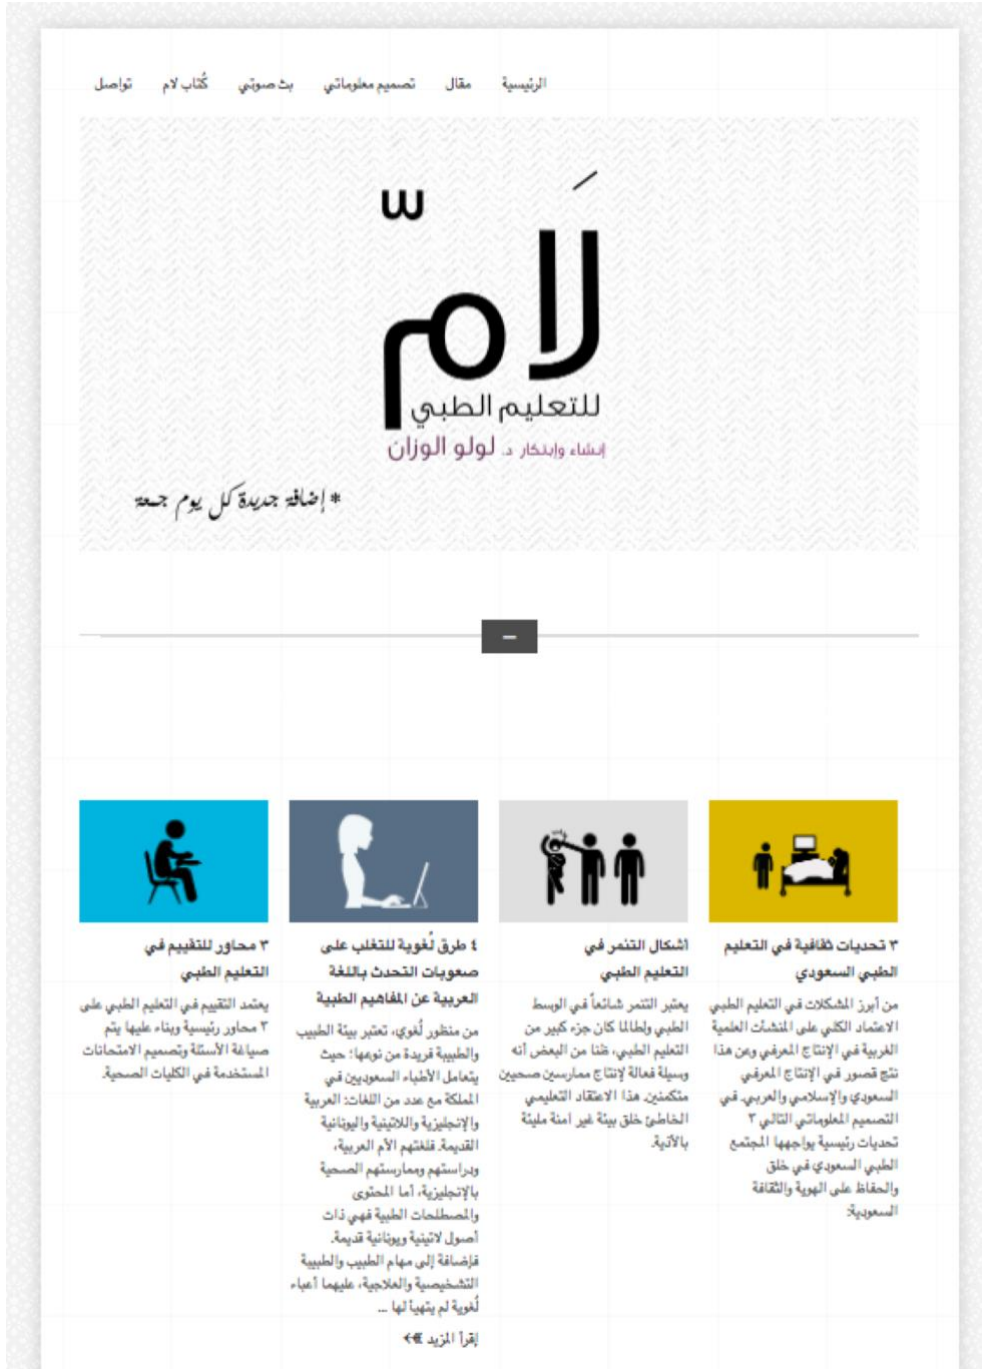 الرئيسية مقال تصميم معلوماتي بث صوتي كُتاب لام تواصل
لَامّ
للتعليم الطبي
إنشاء وإبتكار د. لولو الوزان
* إضافة جديدة كل يوم جمعة
٣ تحديات ثقافية في التعليم
الطبي السعودي
من أبرز المشكلات في التعليم الطبي
الاعتماد الكلي على المنشآت العلمية
الغربية في الإنتاج المعرفي وعن هذا
نتج قصور في الإنتاج المعرفي
السعودي والإسلامي والعربي. في
التصميم المعلوماتي التالي ٣
تحديات رئيسية يواجهها المجتمع
الطبي السعودي في خلق
والحفاظ على الهوية والثقافة
السعودية:
أشكال التنمر في
التعليم الطبي
يعتبر التنمر شائعاً في الوسط
الطبي ولطالما كان جزء كبير من
التعليم الطبي، ظنا من البعض أنه
وسيلة فعالة لإنتاج ممارسين صحيين
متكمنين. هذا الاعتقاد التعليمي
الخاطئ خلق بيئة غير امنة مليئة
بالأذية.
٤ طرق لُغوية للتغلب على
صعوبات التحدث باللغة
العربية عن المفاهيم الطبية
من منظور لُغوي، تعتبر بيئة الطبيب
والطبيبة فريدة من نوعها؛ حيث
يتعامل الأطباء السعوديين في
المملكة مع عدد من اللغات: العربية
والإنجليزية واللاتينية واليونانية
القديمة. فلغتهم الأم العربية،
ودراستهم وممارستهم الصحية
بالإنجليزية، أما المحتوى
والمصطلحات الطبية فهي ذات
أصول لاتينية ويونانية قديمة.
فإضافة إلى مهام الطبيب والطبيبة
التشخيصية والعلاجية، عليهما أعباء
لُغوية لم يتهيآ لها ...
إقرأ المزيد
٣ محاور للتقييم في
التعليم الطبي
يعتمد التقييم في التعليم الطبي على
٣ محاور رئيسية وبناء عليها يتم
صياغة الأسئلة وتصميم الامتحانات
المستخدمة في الكليات الصحية.